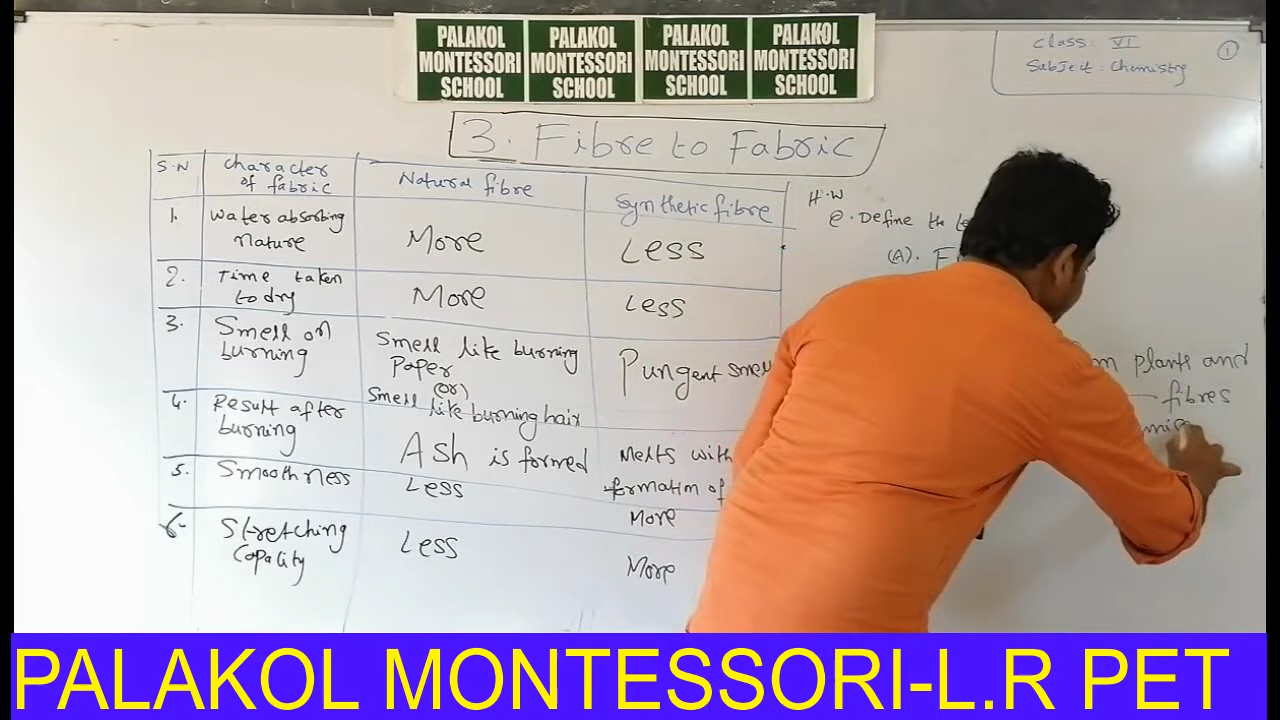 PALAKOL
MONTESSORI
SCHOOL
PALAKOL
MONTESSORI
SCHOOL
PALAKOL
MONTESSORI
SCHOOL
PALAKOL
MONTESSORI
SCHOOL
Class: VI
Subject: Chemistry
1
3. Fibre to Fabric
S.N
Character
of fabric
Natural fibre
Synthetic fibre
1.
Water absorbing
nature
More
Less
2.
Time taken
to dry
More
Less
3.
Smell on
burning
Smell like burning
Paper
(or)
Smell like burning hair
Pungent smell
4.
Result after
burning
Ash is formed
Melts with
formation of
5.
Smoothness
Less
More
6.
Stretching
Capality
Less
More
H.W
Q. Define the
(A). F
plants and
fibres
PALAKOL MONTESSORI-L.R PET